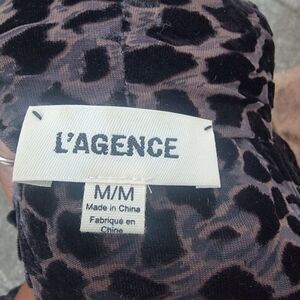 L'AGENCE
M/M
Made in China
Fabriqué en
Chine